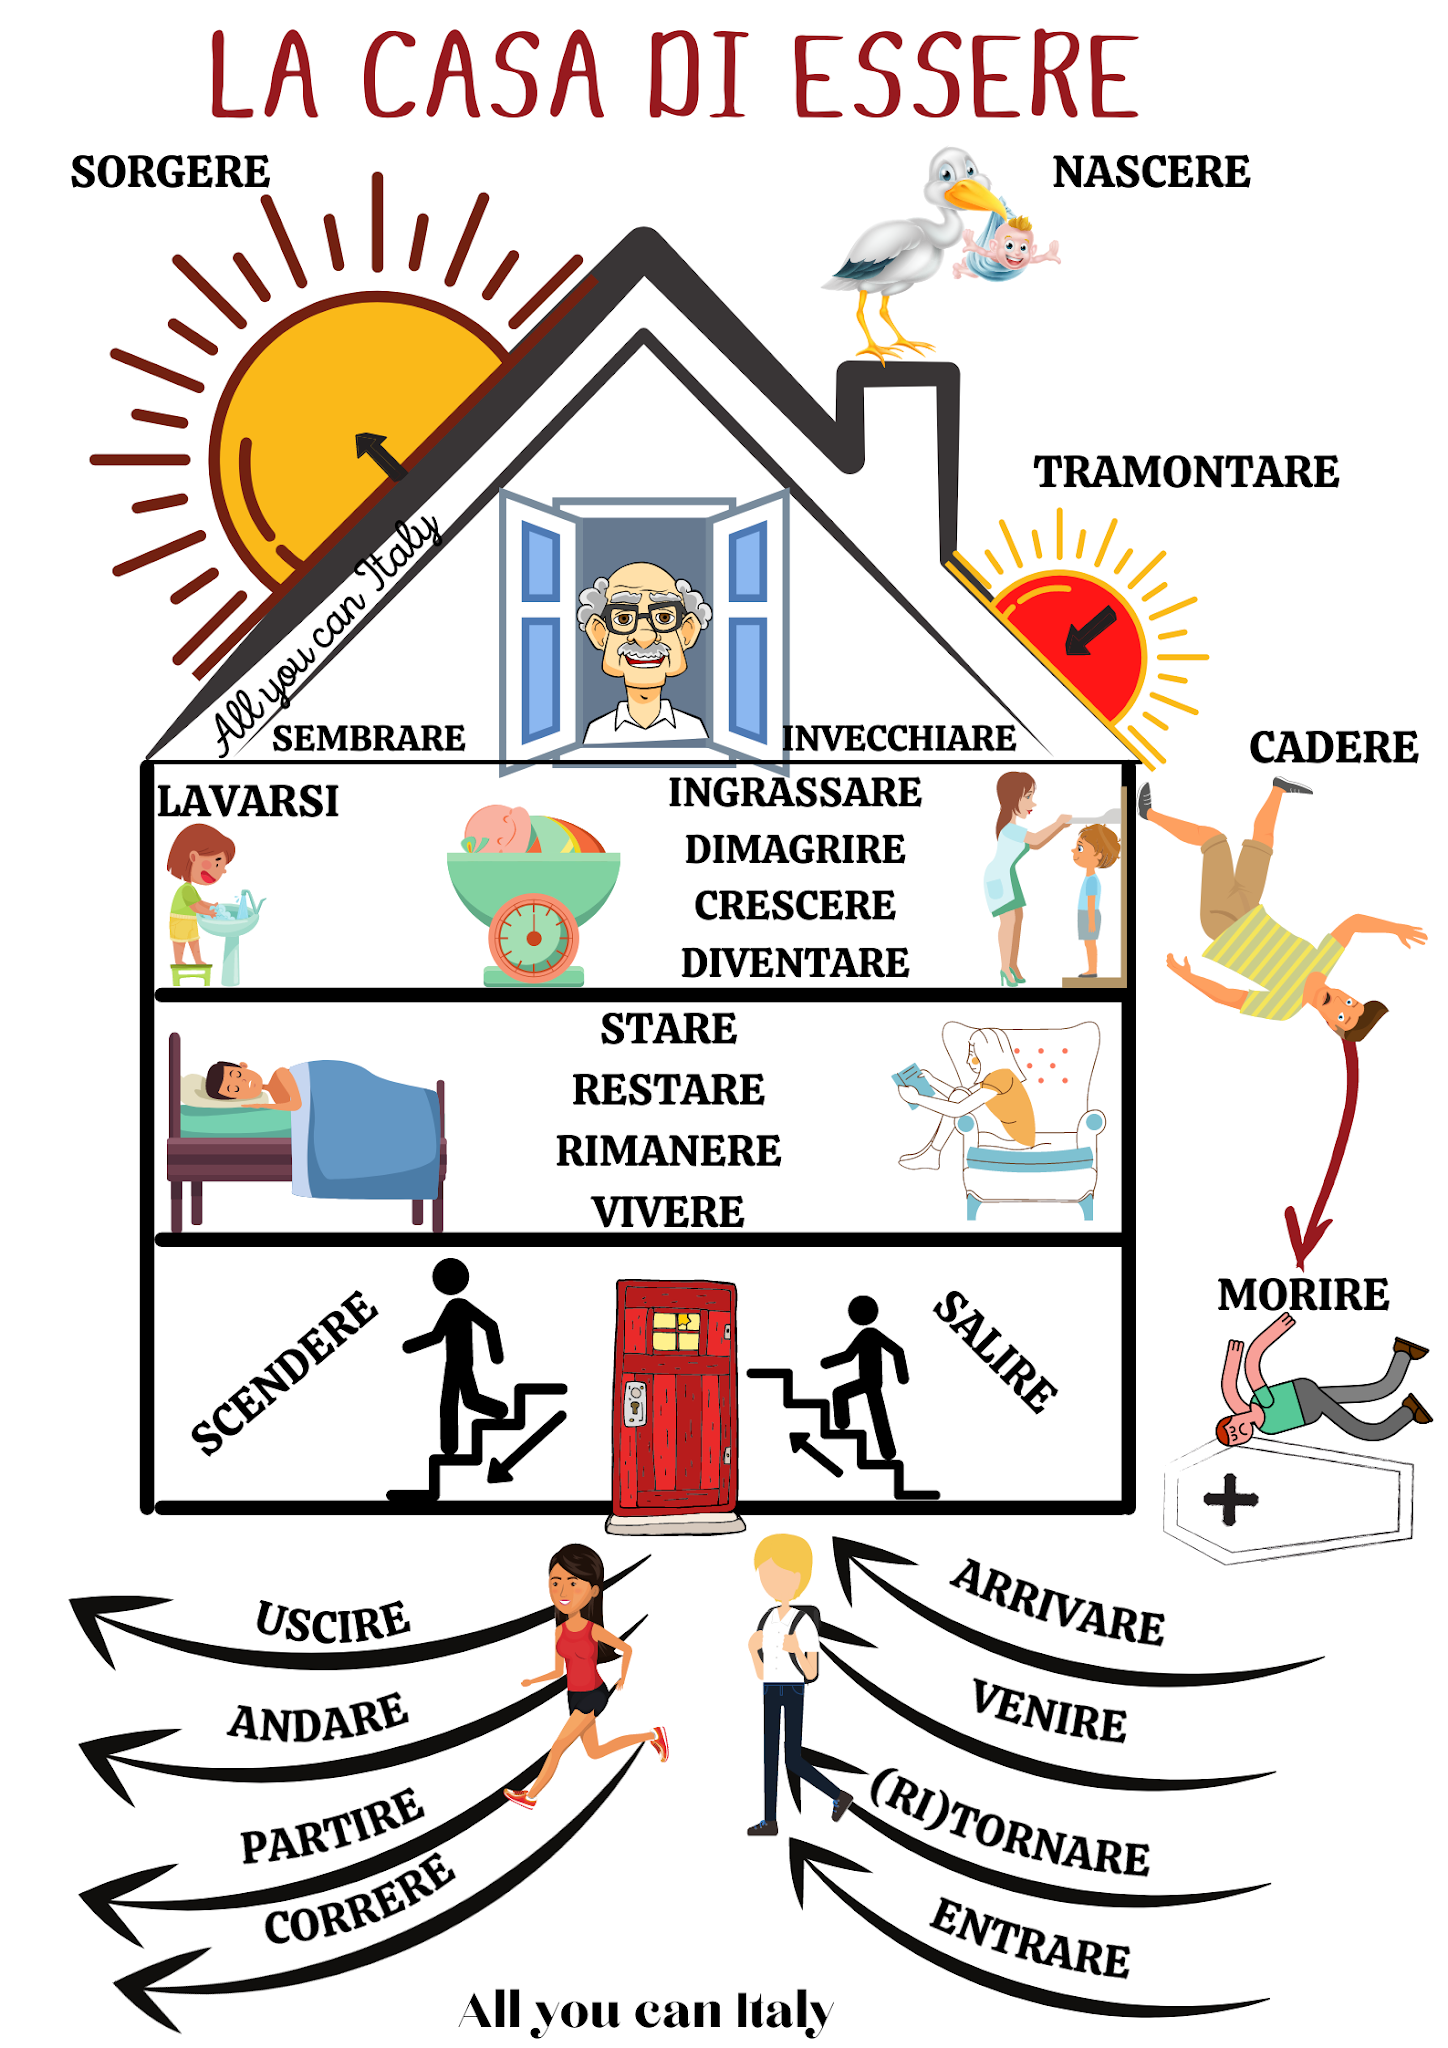 LA CASA DI ESSERE
SORGERE
NASCERE
TRAMONTARE
All you can Italy
SEMBRARE
INVECCHIARE
CADERE
LAVARSI
INGRASSARE
DIMAGRIRE
CRESCERE
DIVENTARE
STARE
RESTARE
RIMANERE
VIVERE
MORIRE
SCENDERE
SALIRE
USCIRE
ANDARE
PARTIRE
CORRERE
ARRIVARE
VENIRE
(RI)TORNARE
ENTRARE
All you can Italy